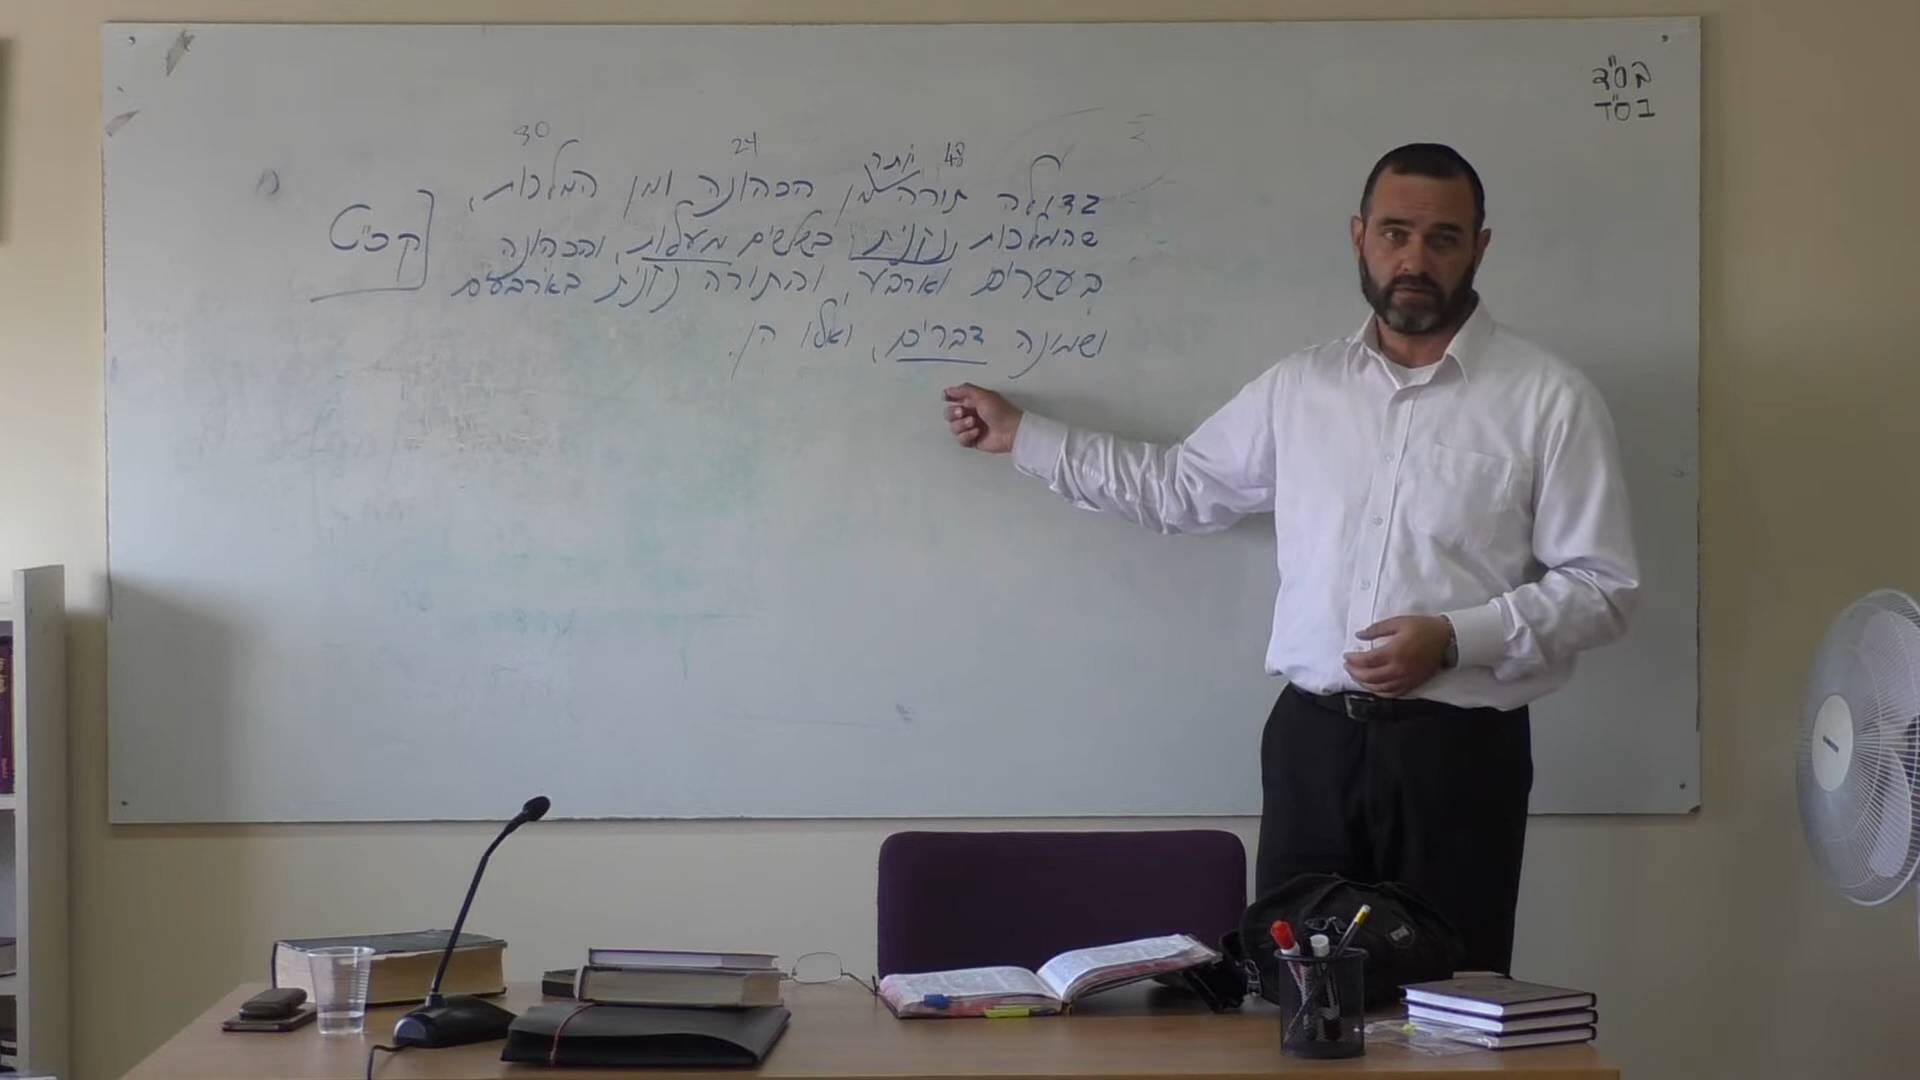 בס"ד
בס"ד
48 24 30
יותר
גדולה תורה מן הכהונה ומן המלכות,
שהמלכות נקנית בשלשים מעלות, והכהונה
בעשרים וארבע, והתורה נקנית בארבעים
ושמונה דברים, ואלו הן.